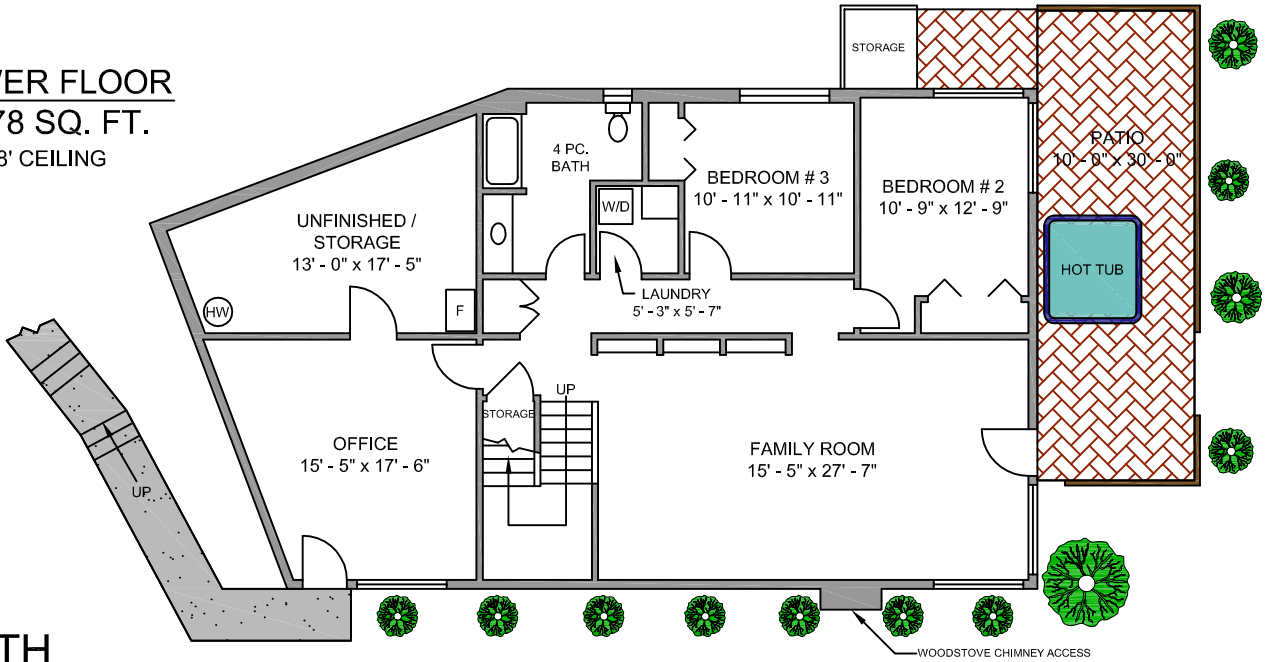 FLOOR
SQ. FT.
8' CEILING
STORAGE
PATIO
10' - 0" x 30' - 0"
4 PC.
BATH
W/D
BEDROOM # 3
10' - 11" x 10' - 11"
BEDROOM # 2
10' - 9" x 12' - 9"
UNFINISHED /
STORAGE
13' - 0" x 17' - 5"
HOT TUB
HW
F
LAUNDRY
5' - 3" x 5' - 7"
UP
STORAGE
OFFICE
15' - 5" x 17' - 6"
FAMILY ROOM
15' - 5" x 27' - 7"
UP
WOODSTOVE CHIMNEY ACCESS